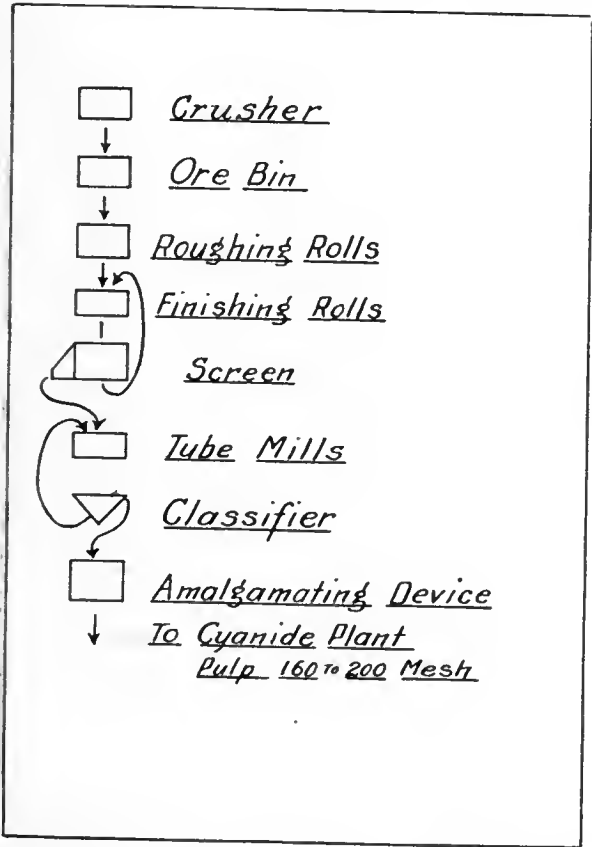 Crusher
Ore Bin
Roughing Rolls
Finishing Rolls
Screen
Tube Mills
Classifier
Amalgamating Device
To Cyanide Plant
Pulp 160 To 200 Mesh